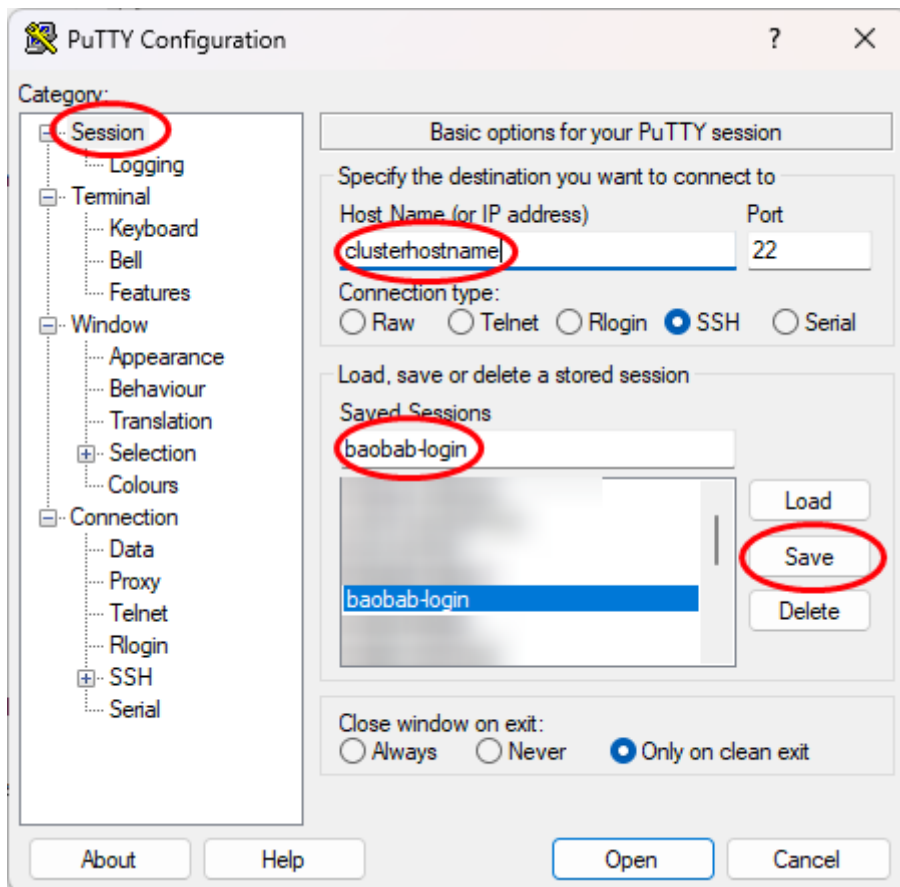 PuTTY Configuration ?
Category:
Session
Logging
Terminal
Keyboard
Bell
Features
Window
Appearance
Behaviour
Translation
Selection
Colours
Connection
Data
Proxy
Telnet
Rlogin
SSH
Serial
Basic options for your PuTTY session
Specify the destination you want to connect to
Host Name (or IP address) Port
clusterhostname 22
Connection type:
Raw Telnet Rlogin SSH Serial
Load, save or delete a stored session
Saved Sessions
baobab-login
Load
Save
baobab-login
Delete
Close window on exit:
Always Never Only on clean exit
About Help Open Cancel